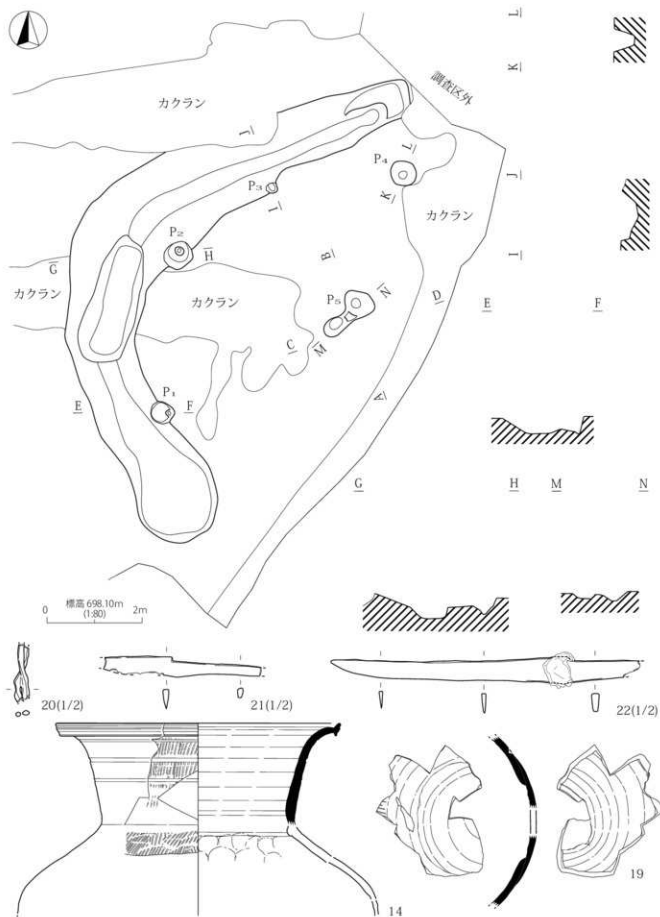 L
K
調査区外
カクラン
J
L
P4
J
P3
K
I
カクラン
P2
H
B
G
I
カクラン
カクラン
P5
N
D
E
F
C
M
P1
A
E
F
G
H
M
N
標高 698.10m
0 (1:80) 2m
20(1/2)
21(1/2)
22(1/2)
14
19